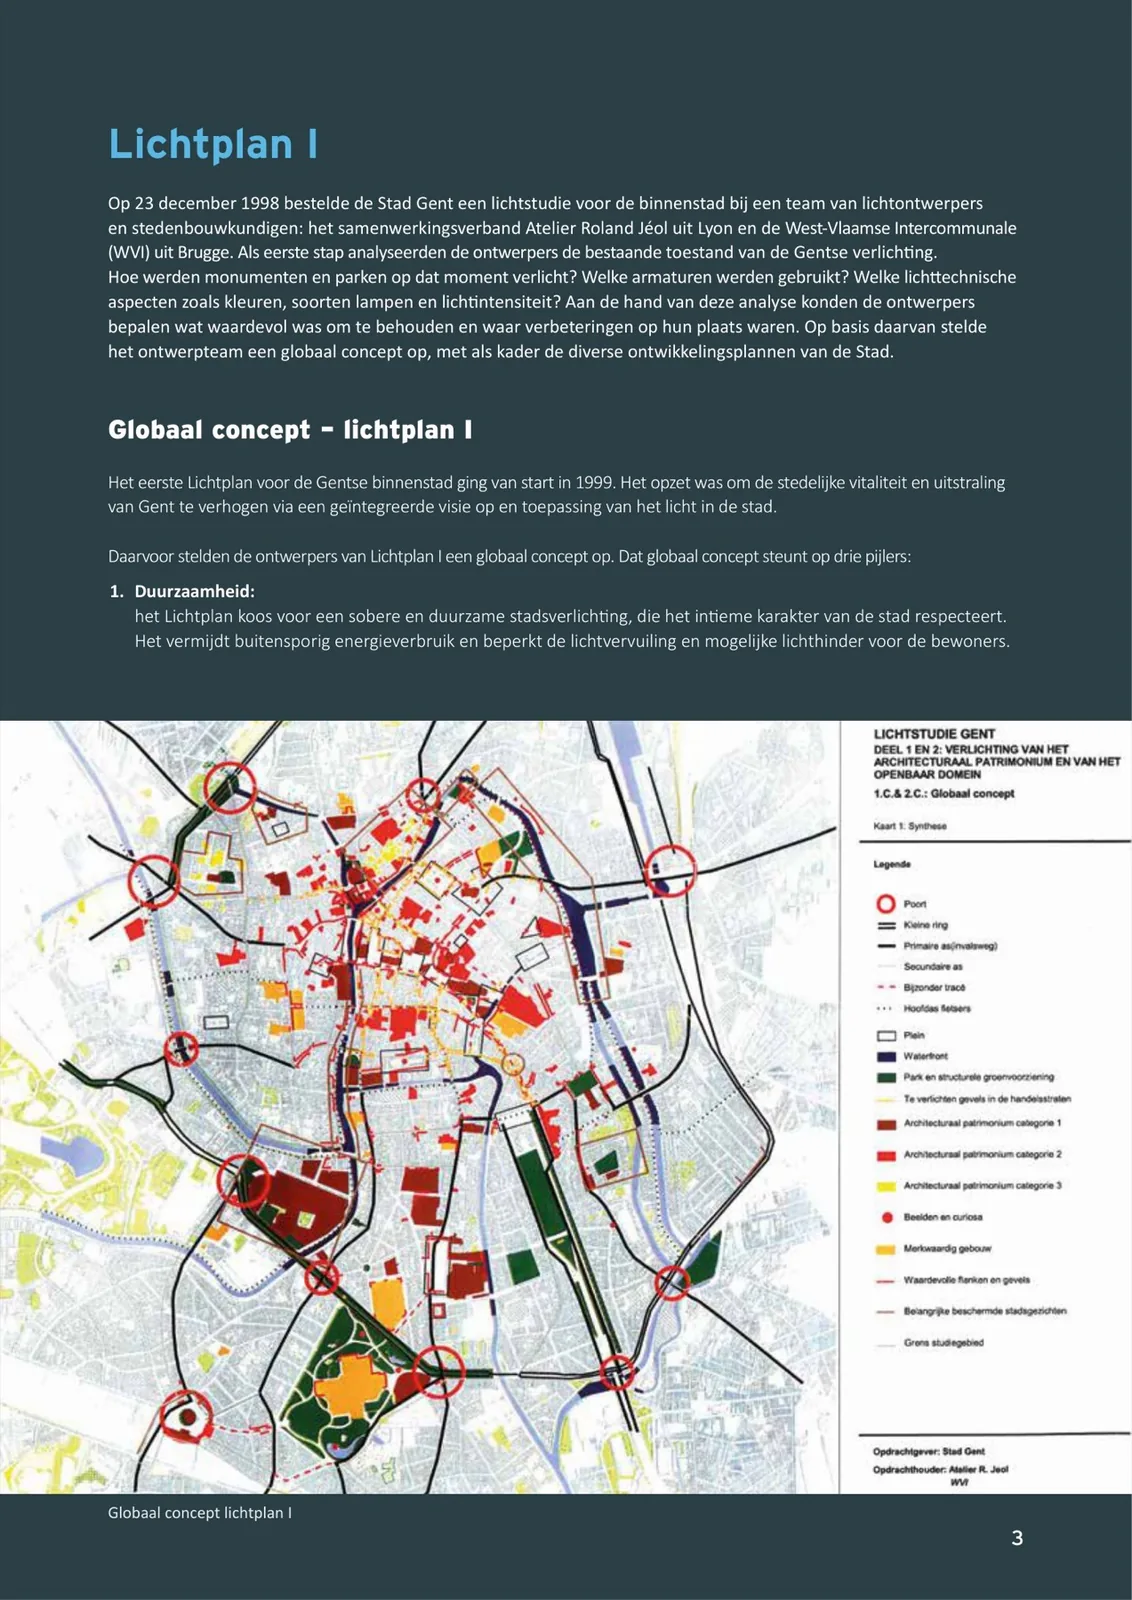 Lichtplan I
Op 23 december 1998 bestelde de Stad Gent een lichtstudie voor de binnenstad bij een team van lichtontwerpers
en stedenbouwkundigen: het samenwerkingsverband Atelier Roland Jéol uit Lyon en de West-Vlaamse Intercommunale
(WVI) uit Brugge. Als eerste stap analyseerden de ontwerpers de bestaande toestand van de Gentse verlichting.
Hoe werden monumenten en parken op dat moment verlicht? Welke armaturen werden gebruikt? Welke lichttechnische
aspecten zoals kleuren, soorten lampen en lichtintensiteit? Aan de hand van deze analyse konden de ontwerpers
bepalen wat waardevol was om te behouden en waar verbeteringen op hun plaats waren. Op basis daarvan stelde
het ontwerpteam een globaal concept op, met als kader de diverse ontwikkelingsplannen van de Stad.
Globaal concept – lichtplan I
Het eerste Lichtplan voor de Gentse binnenstad ging van start in 1999. Het opzet was om de stedelijke vitaliteit en uitstraling
van Gent te verhogen via een geïntegreerde visie op en toepassing van het licht in de stad.
Daarvoor stelden de ontwerpers van Lichtplan I een globaal concept op. Dat globaal concept steunt op drie pijlers:
1. Duurzaamheid:
het Lichtplan koos voor een sobere en duurzame stadsverlichting, die het intieme karakter van de stad respecteert.
Het vermijdt buitensporig energieverbruik en beperkt de lichtvervuiling en mogelijke lichthinder voor de bewoners.
LICHTSTUDIE GENT
DEEL 1 EN 2: VERLICHTING VAN HET
ARCHITECTURAAL PATRIMONIUM EN VAN HET
OPENBAAR DOMEIN
1.C.& 2.C.: Globaal concept
Kaart 1: Synthese
Legende
Poort
Kleine ring
Primaire as(invalsweg)
Secundaire as
Bijzonder tracé
Hoofdas fietsers
Plein
Waterfront
Park en structurele groenvoorziening
Te verlichten gevels in de handelsstraten
Architecturaal patrimonium categorie 1
Architecturaal patrimonium categorie 2
Architecturaal patrimonium categorie 3
Beelden en curiosa
Merkwaardig gebouw
Waardevolle flanken en gevels
Belangrijke beschermde stadsgezichten
Grens studiegebied
Opdrachtgever: Stad Gent
Opdrachthouder: Atelier R. Jeol
WVI
Globaal concept lichtplan I
3